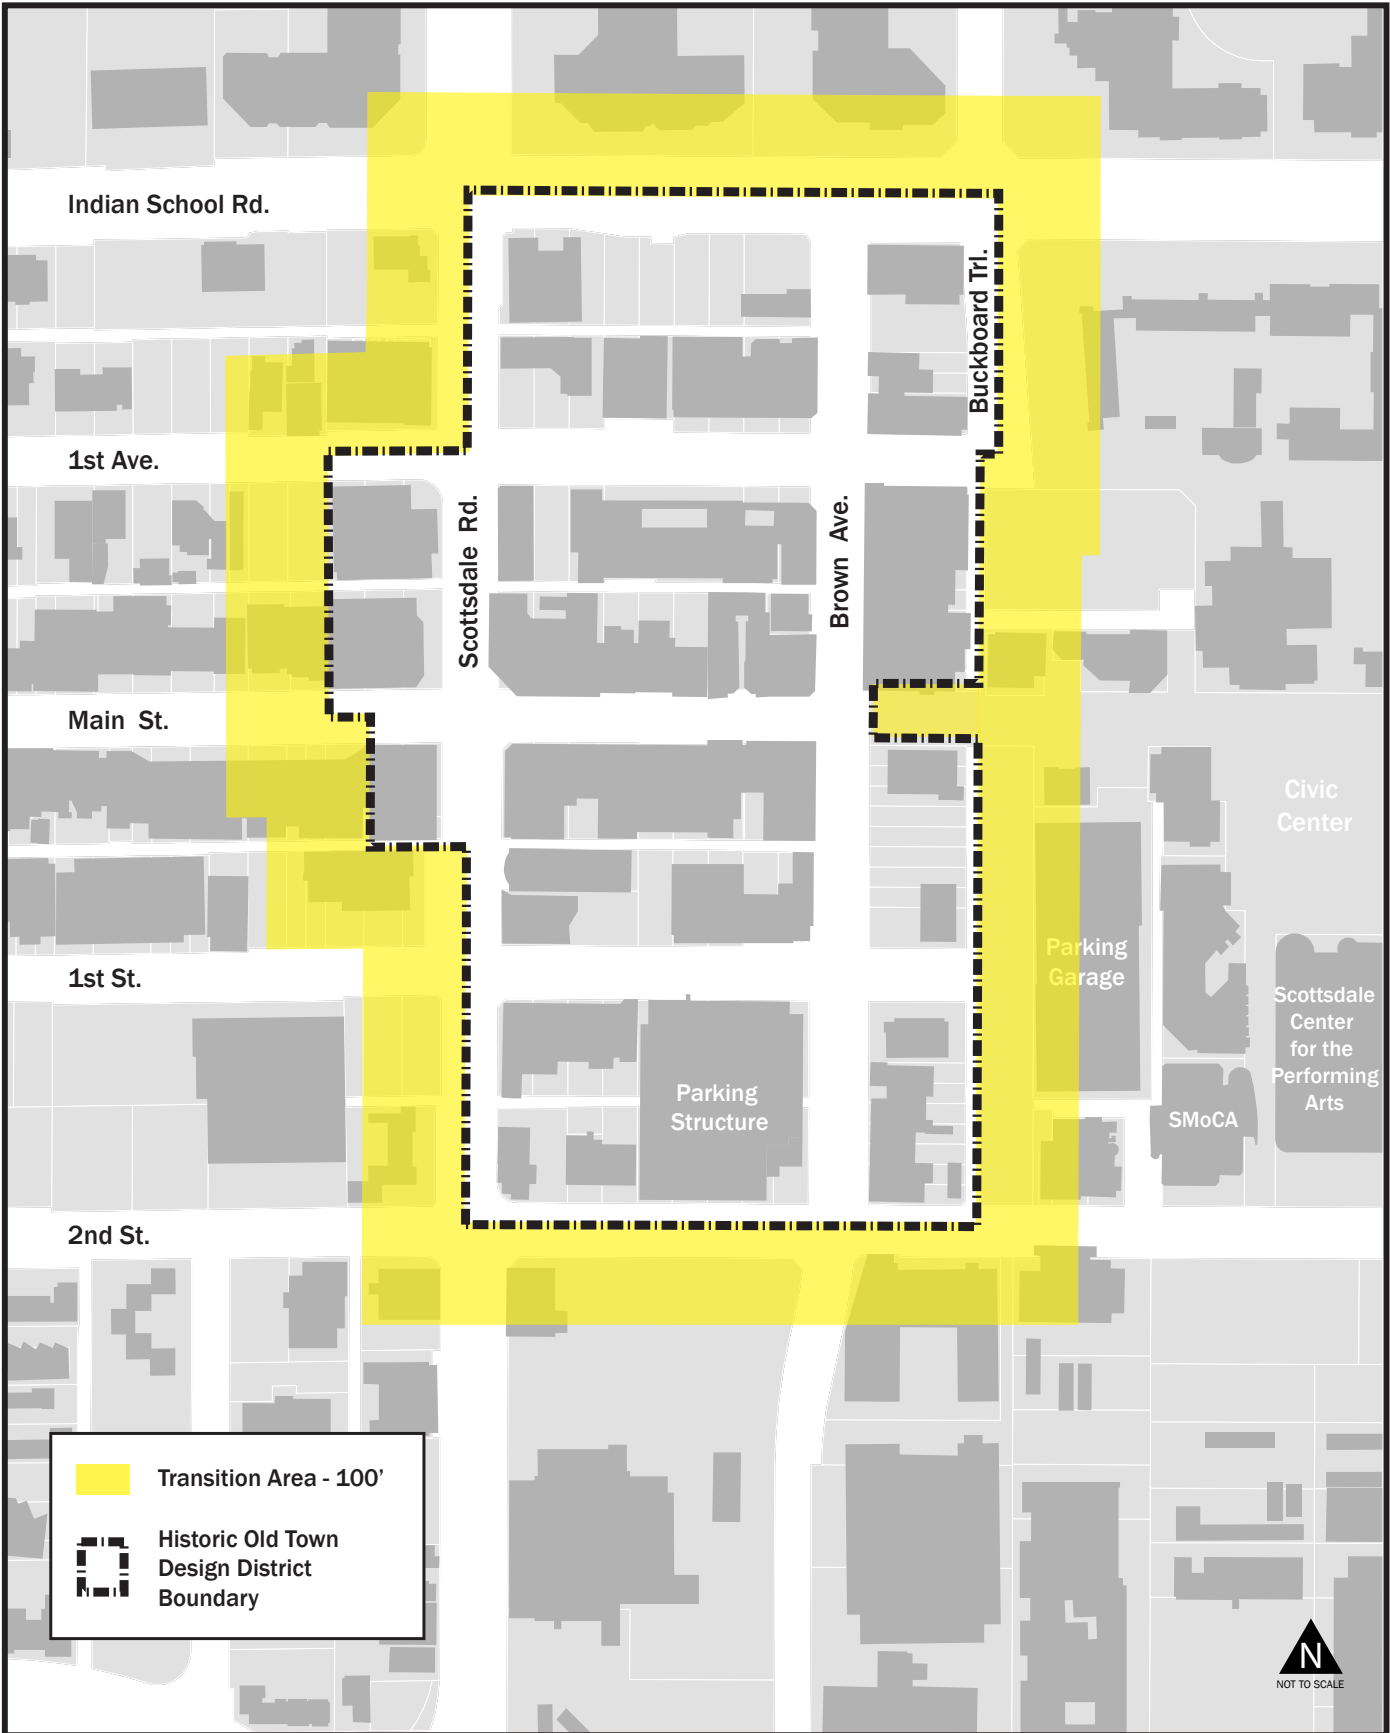 Indian School Rd.
Buckboard Trl.
1st Ave.
Scottsdale Rd.
Brown Ave.
Main St.
Civic
Center
Parking
Garage
1st St.
Scottsdale
Center
for the
Performing
Arts
Parking
Structure
SMoCA
2nd St.
Transition Area - 100’
Historic Old Town
Design District
Boundary
N
NOT TO SCALE